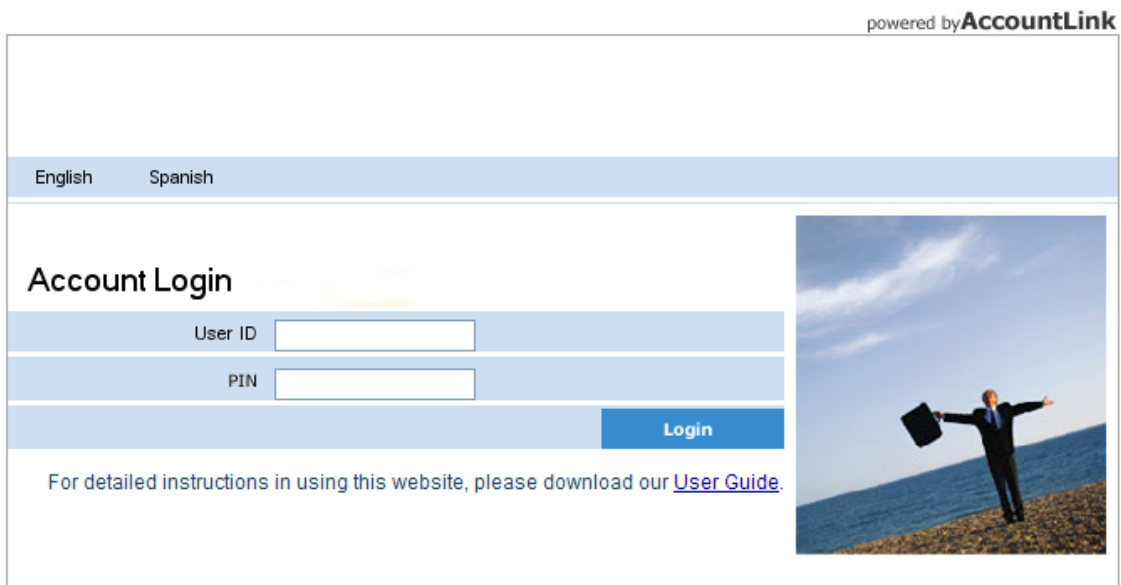 powered by AccountLink
English Spanish
Account Login
User ID
PIN
Login
For detailed instructions in using this website, please download our User Guide.